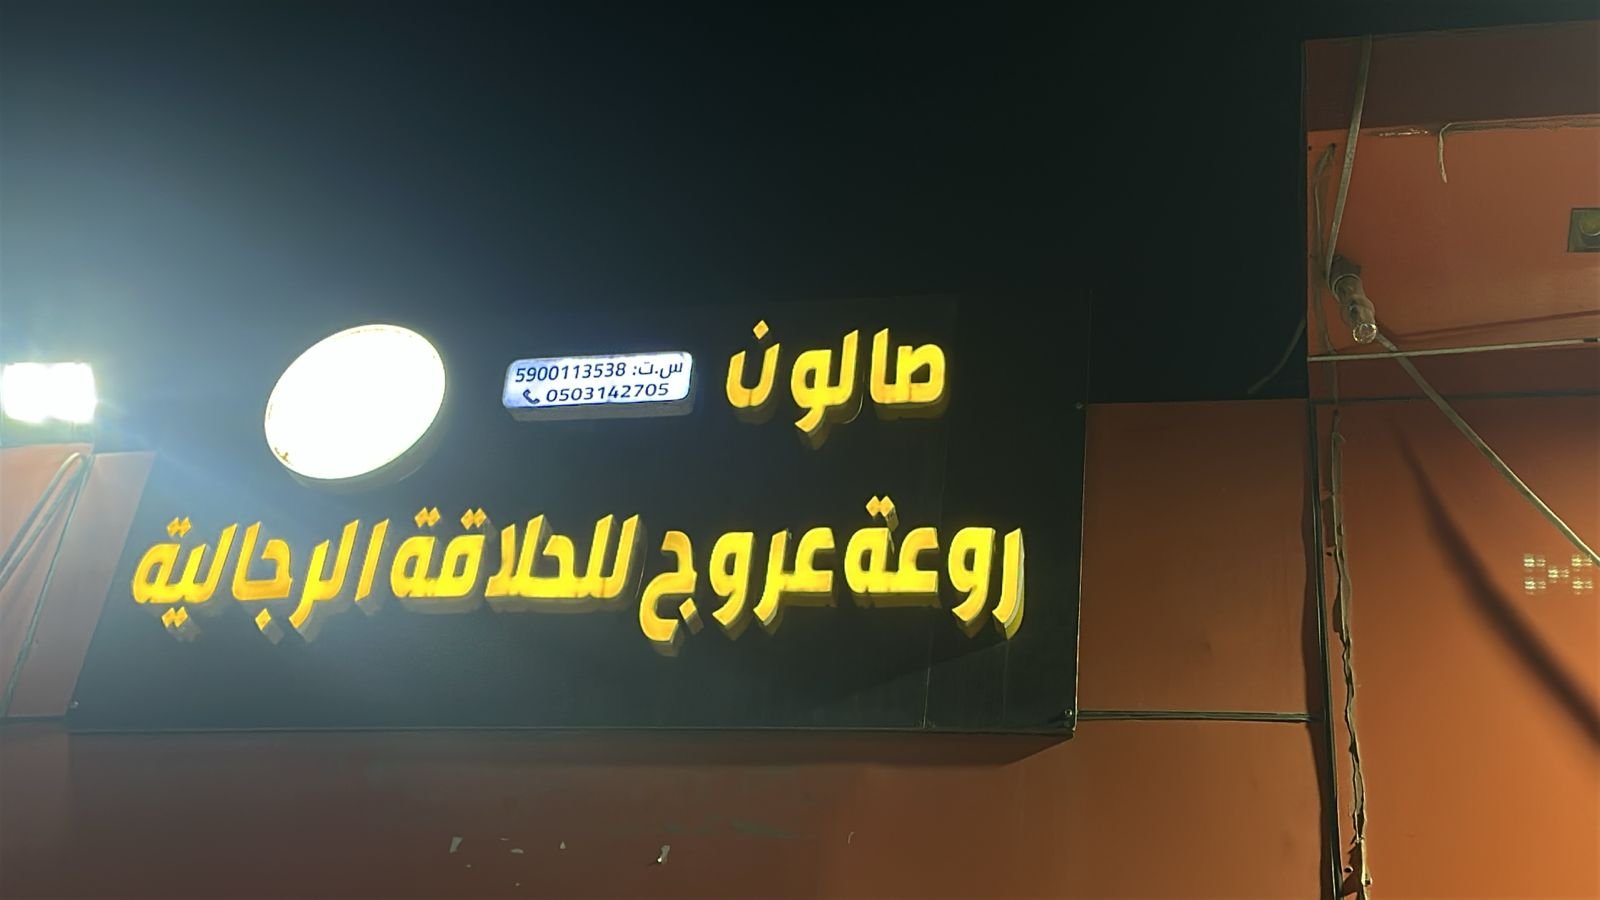 صالون
س.ت: 5900113538
0503142705
روعة عروج للحلاقة الرجالية